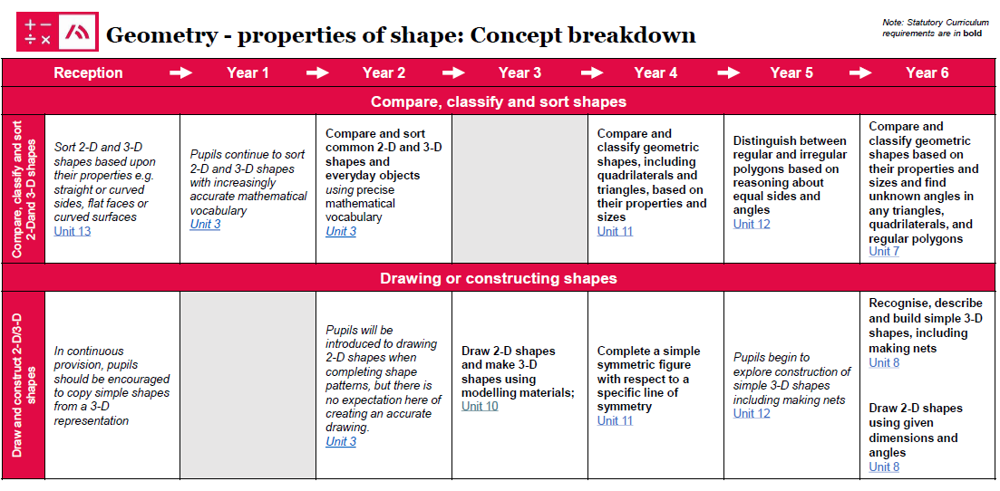 Geometry - properties of shape: Concept breakdown
Note: Statutory Curriculum
requirements are in bold
Reception
Year 1
Year 2
Year 3
Year 4
Year 5
Year 6
Compare, classify and sort shapes
Compare, classify and sort
2-Dand 3-D shapes
Sort 2-D and 3-D
shapes based upon
their properties e.g.
straight or curved
sides, flat faces or
curved surfaces
Unit 13
Pupils continue to sort
2-D and 3-D shapes
with increasingly
accurate mathematical
vocabulary
Unit 3
Compare and sort
common 2-D and 3-D
shapes and
everyday objects
using precise
mathematical
vocabulary
Unit 3
Compare and
classify geometric
shapes, including
quadrilaterals and
triangles, based on
their properties and
sizes
Unit 11
Distinguish between
regular and irregular
polygons based on
reasoning about
equal sides and
angles
Unit 12
Compare and
classify geometric
shapes based on
their properties and
sizes and find
unknown angles in
any triangles,
quadrilaterals, and
regular polygons
Unit 7
Drawing or constructing shapes
Draw and construct 2-D/3-D
shapes
In continuous
provision, pupils
should be encouraged
to copy simple shapes
from a 3-D
representation
Pupils will be
introduced to drawing
2-D shapes when
completing shape
patterns, but there is
no expectation here of
creating an accurate
drawing.
Unit 3
Draw 2-D shapes
and make 3-D
shapes using
modelling materials;
Unit 10
Complete a simple
symmetric figure
with respect to a
specific line of
symmetry
Unit 11
Pupils begin to
explore construction of
simple 3-D shapes
including making nets
Unit 12
Recognise, describe
and build simple 3-D
shapes, including
making nets
Unit 8
Draw 2-D shapes
using given
dimensions and
angles
Unit 8